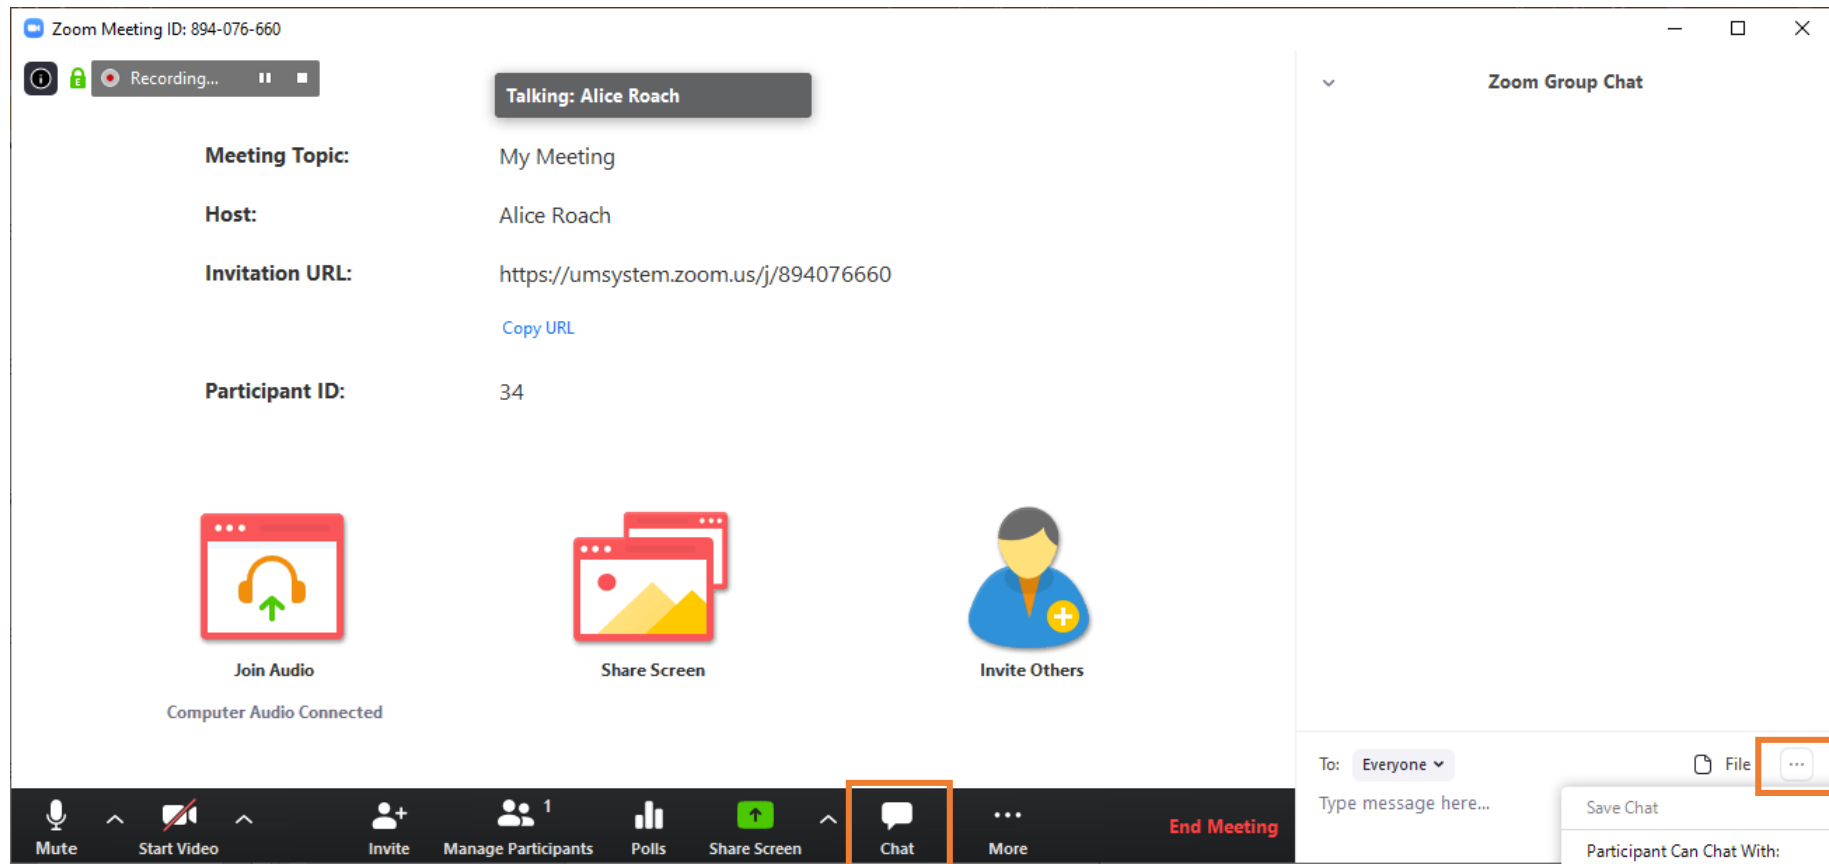 Zoom Meeting ID: 894-076-660
Recording...
Talking: Alice Roach
Zoom Group Chat
Meeting Topic: My Meeting
Host: Alice Roach
Invitation URL: https://umsystem.zoom.us/j/894076660
Copy URL
Participant ID: 34
Join Audio
Share Screen
Invite Others
Computer Audio Connected
To: Everyone
File
Type message here...
Save Chat
Participant Can Chat With:
Mute
Start Video
Invite
1
Manage Participants
Polls
Share Screen
Chat
More
End Meeting